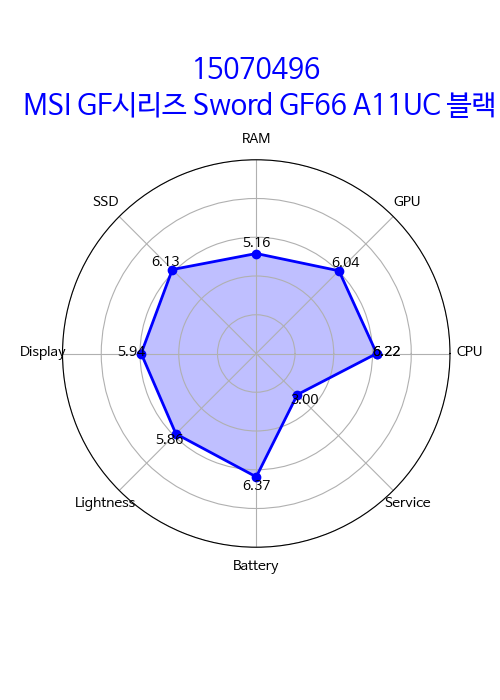 15070496
MSI GF시리즈 Sword GF66 A11UC 블랙
RAM
SSD
GPU
5.16
6.13
6.04
Display
5.94
6.22
CPU
3.00
5.86
Lightness
6.37
Service
Battery